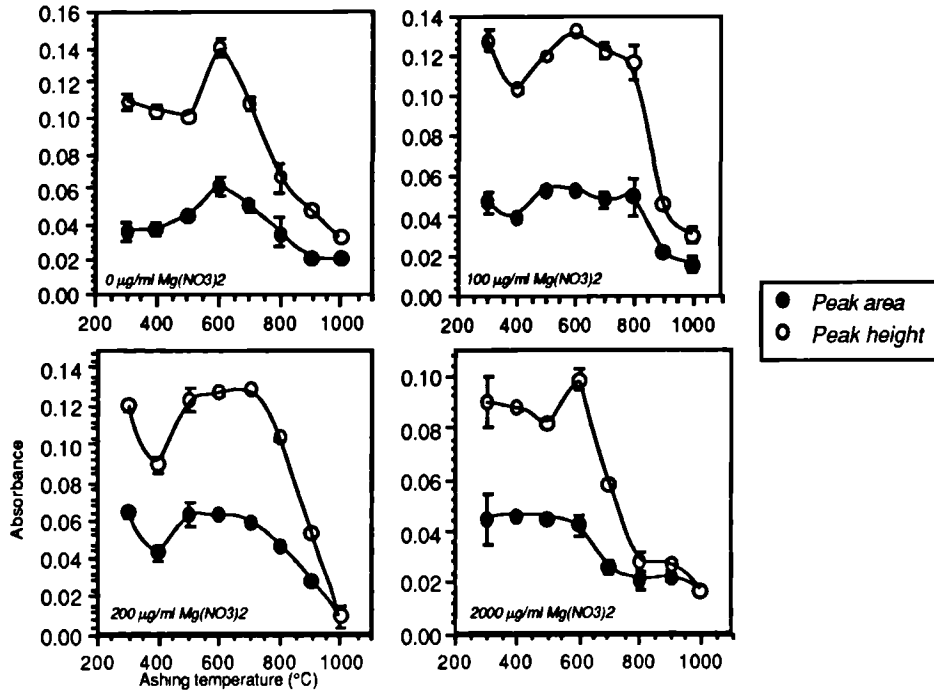 0.16
0.14
0.12
0.10
0.08
0.06
0.04
0.02
0.00
0 µg/ml Mg(NO3)2
200 400 600 800 1000
0.14
0.12
0.10
0.08
0.06
0.04
0.02
0.00
100 µg/ml Mg(NO3)2
200 400 600 800 1000
Peak area
Peak height
0.14
0.12
0.10
0.08
0.06
0.04
0.02
0.00
Absorbance
200 µg/ml Mg(NO3)2
200 400 600 800 1000
Ashing temperature (°C)
0.10
0.08
0.06
0.04
0.02
0.00
2000 µg/ml Mg(NO3)2
200 400 600 800 1000